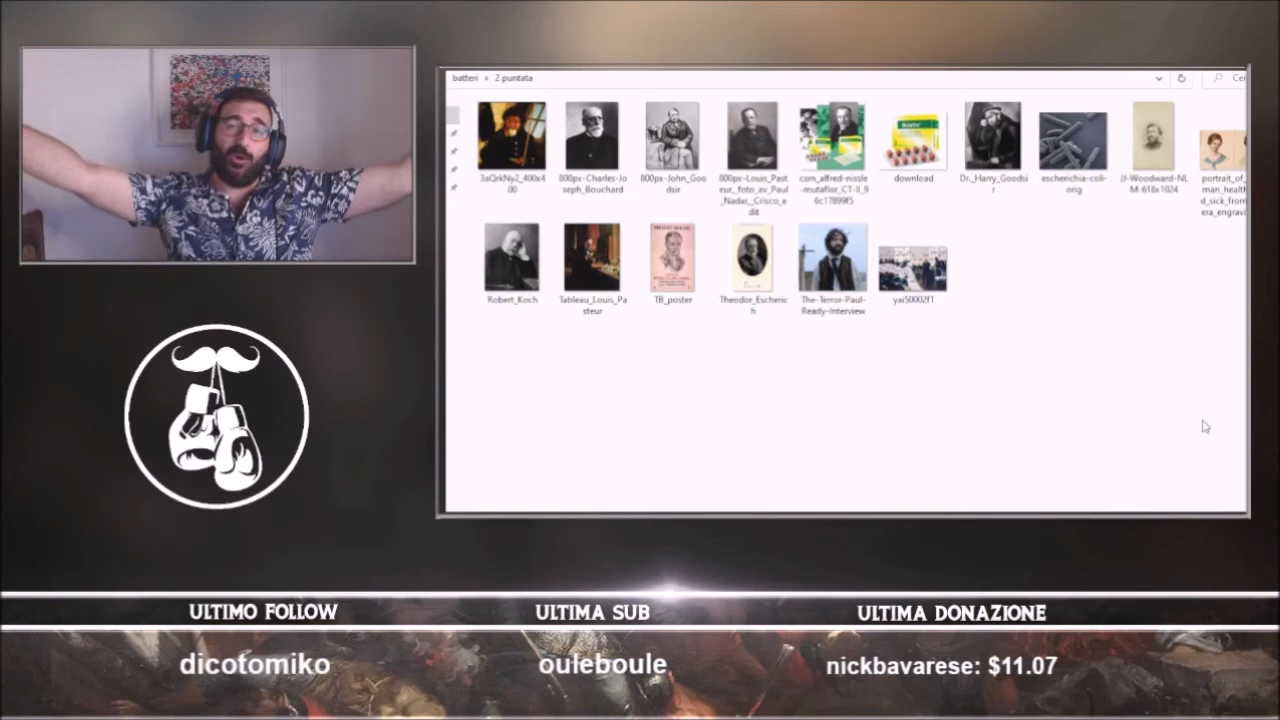 batteri > 2 puntata
3aQrkNy2_400x4
00
800px-Charles-Jo
seph_Bouchard
800px-John_Goo
dsir
800px-Louis_Past
eur,_foto_av_Paul
_Nadar,_Crisco_e
dit
csm_alfred-nissle
-mutaflor_CT-II_9
6c17899f5
download
Dr._Harry_Goodsi
r
escherichia-coli-
orig
JJ-Woodward-NL
M-618x1024
portrait_of_
man_health
d_sick_from
era_engravi
Robert_Koch
Tableau_Louis_Pa
steur
TB_poster
Theodor_Escheric
h
The-Terror-Paul-
Ready-Interview
yai50002f1
ULTIMO FOLLOW
ULTIMA SUB
ULTIMA DONAZIONE
dicotomiko
ouleboule
nickbavarese: $11.07